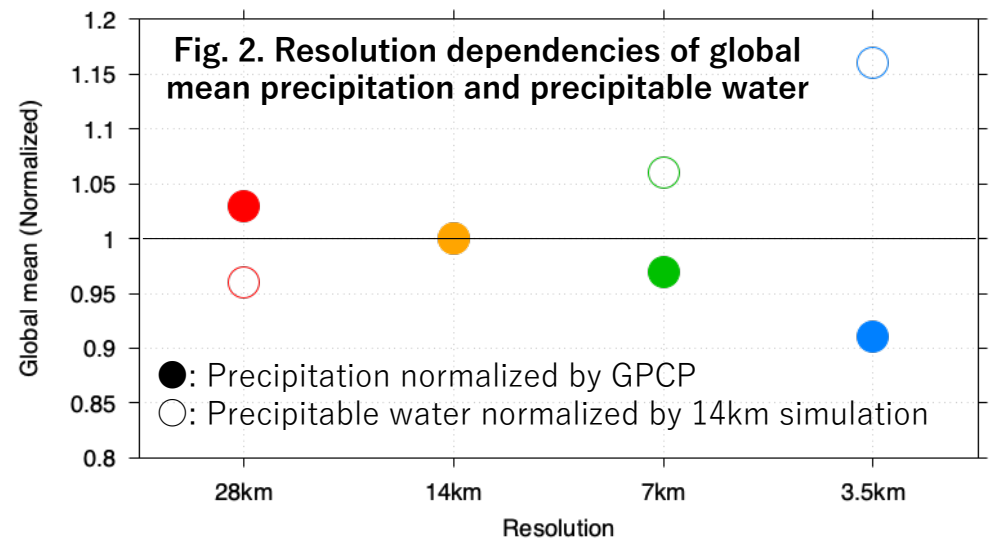 Fig. 2. Resolution dependencies of global
mean precipitation and precipitable water
1.2
1.15
1.1
1.05
1
0.95
0.9
0.85
0.8
Global mean (Normalized)
●: Precipitation normalized by GPCP
○: Precipitable water normalized by 14km simulation
28km 14km 7km 3.5km
Resolution